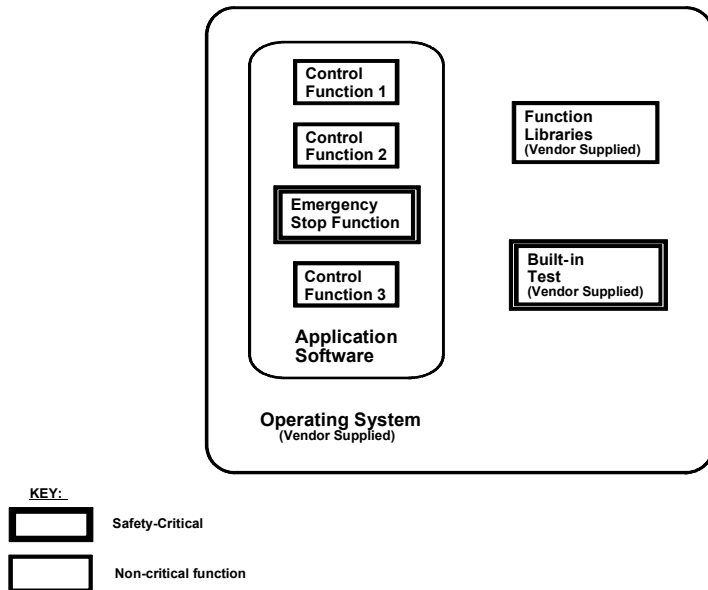 Control
Function 1
Control
Function 2
Emergency
Stop Function
Control
Function 3
Application
Software
Function
Libraries
(Vendor Supplied)
Built-in
Test
(Vendor Supplied)
Operating System
(Vendor Supplied)
KEY:
Safety-Critical
Non-critical function